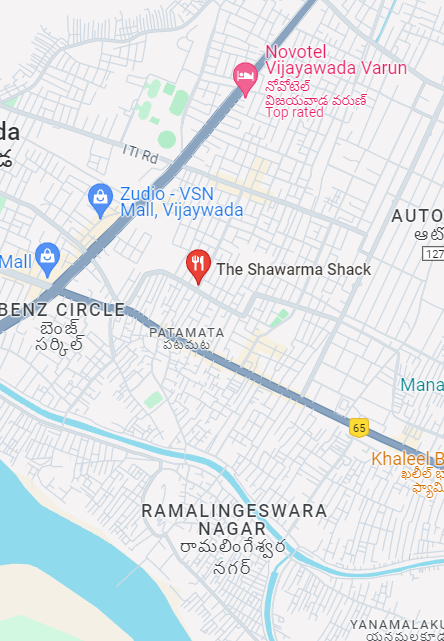 Novotel
Vijayawada Varun
నోవోటెల్
విజయవాడ వరుణ్
Top rated
da
డ
ITI Rd
Zudio - VSN
Mall, Vijaywada
AUTO
ఆటో
127
Mall
The Shawarma Shack
BENZ CIRCLE
బెంజ్
సర్కిల్
PATAMATA
పటమట
Mana
65
Khaleel B
ఖలీల్ భ
ఫ్యామి
RAMALINGESWARA
NAGAR
రామలింగేశ్వర
నగర్
YANAMALAKU
యనమలకూడ